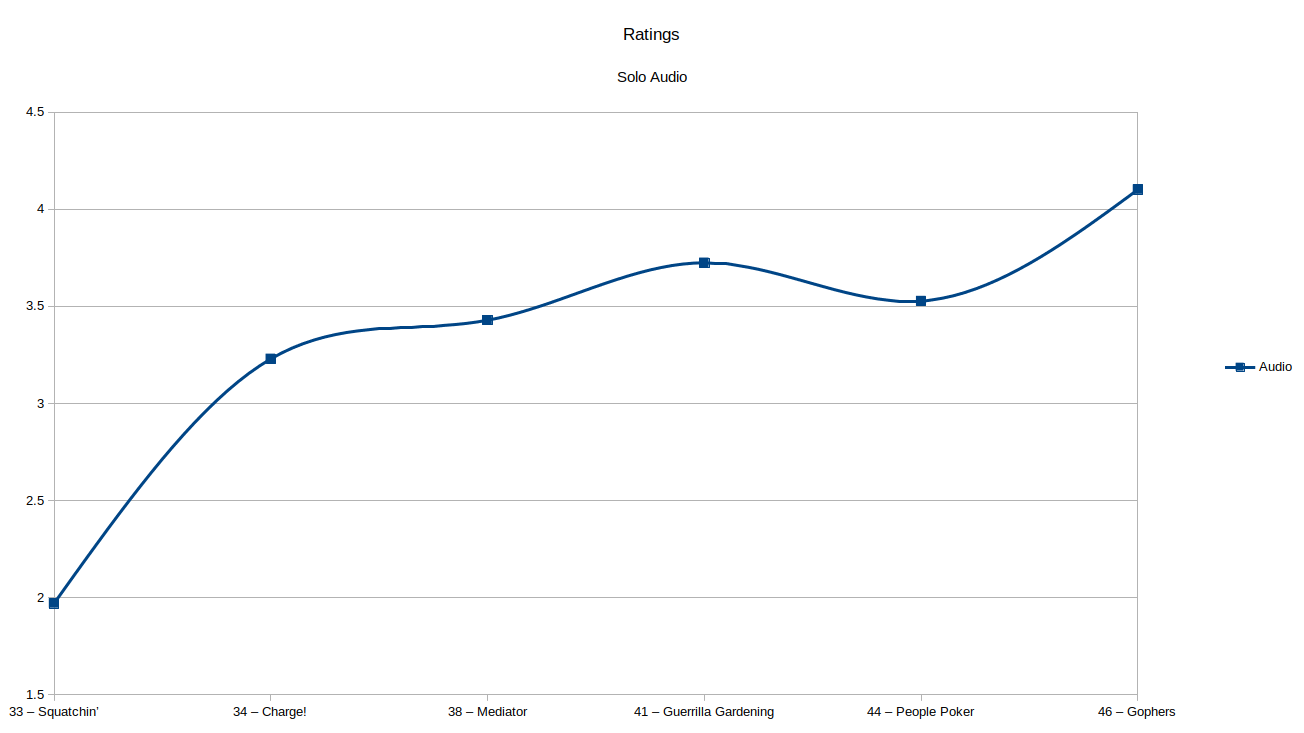 Ratings
Solo Audio
4.5
4
3.5
3
2.5
2
1.5
33 – Squatchin' 34 – Charge! 38 – Mediator 41 – Guerrilla Gardening 44 – People Poker 46 – Gophers
Audio